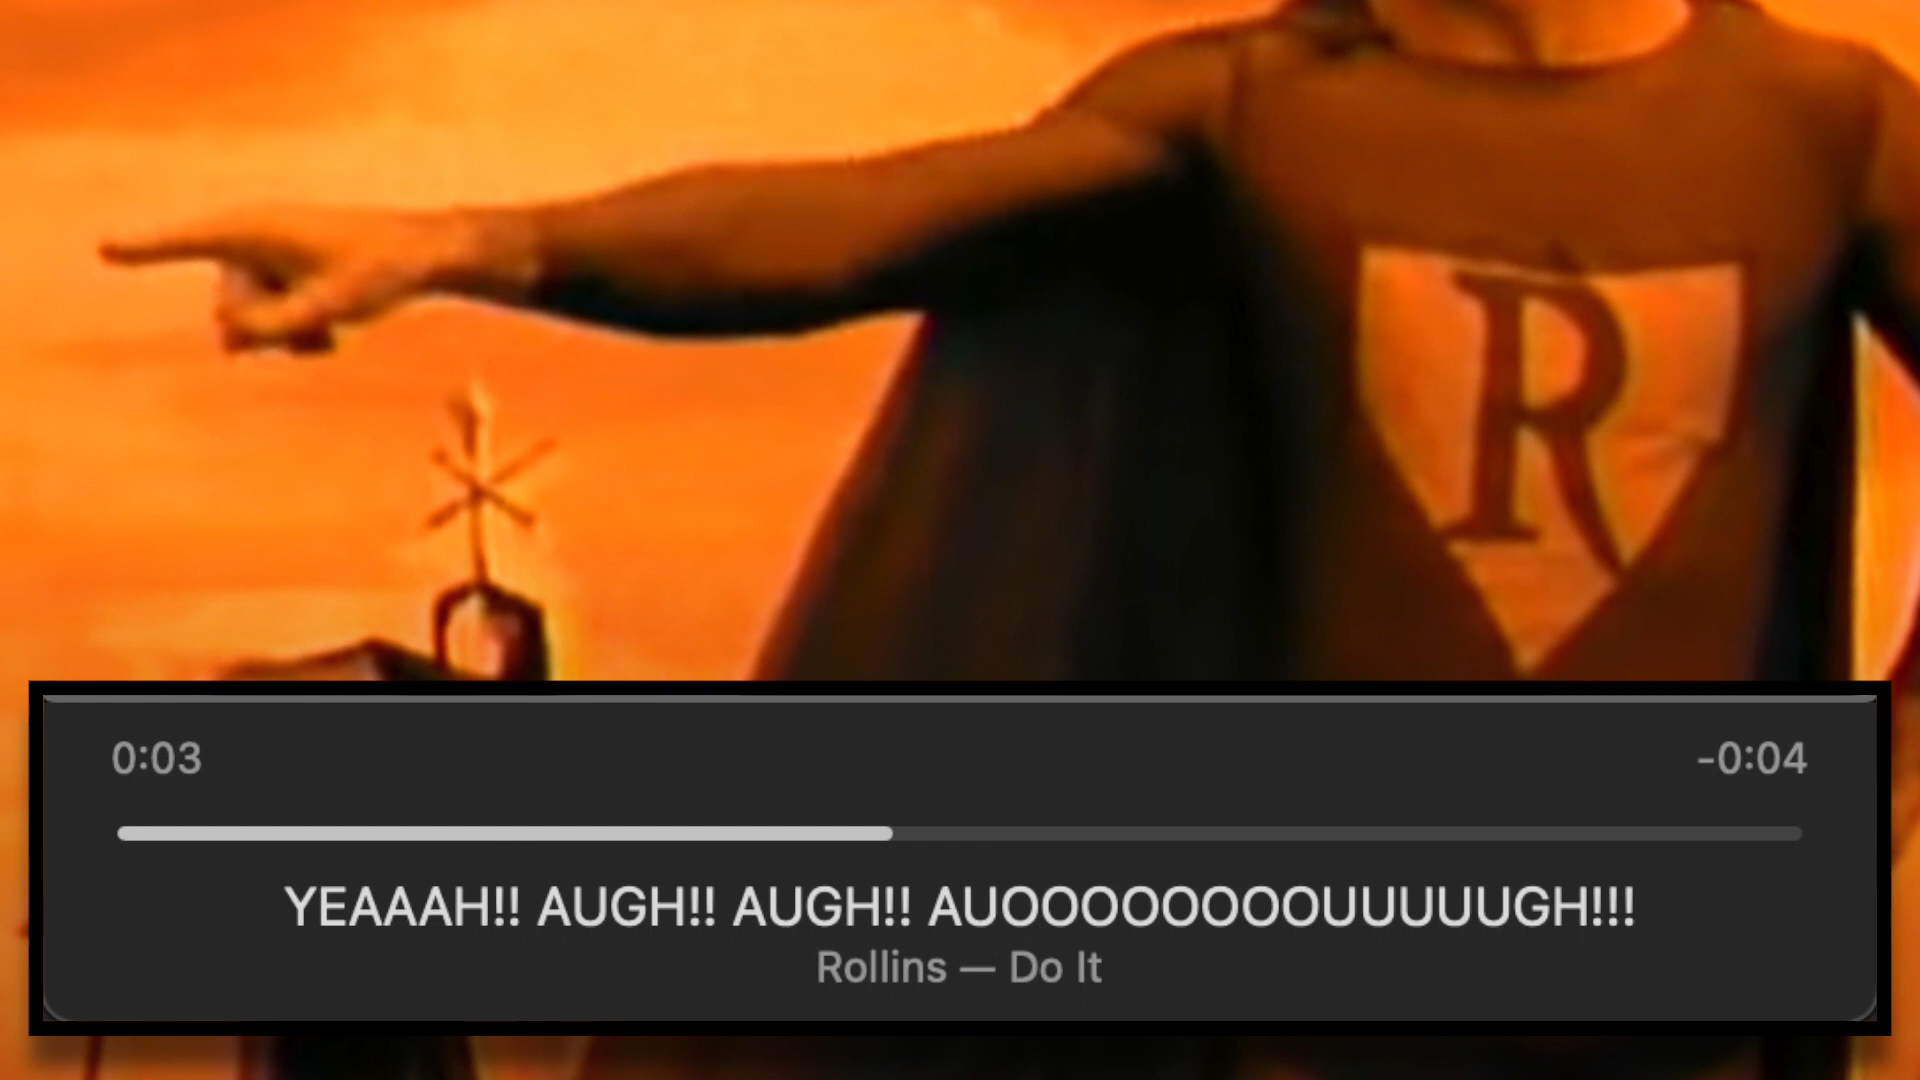 R
0:03
-0:04
YEAAAH!! AUGH!! AUGH!! AUOOOOOOOOUUUUUGH!!!
Rollins — Do It